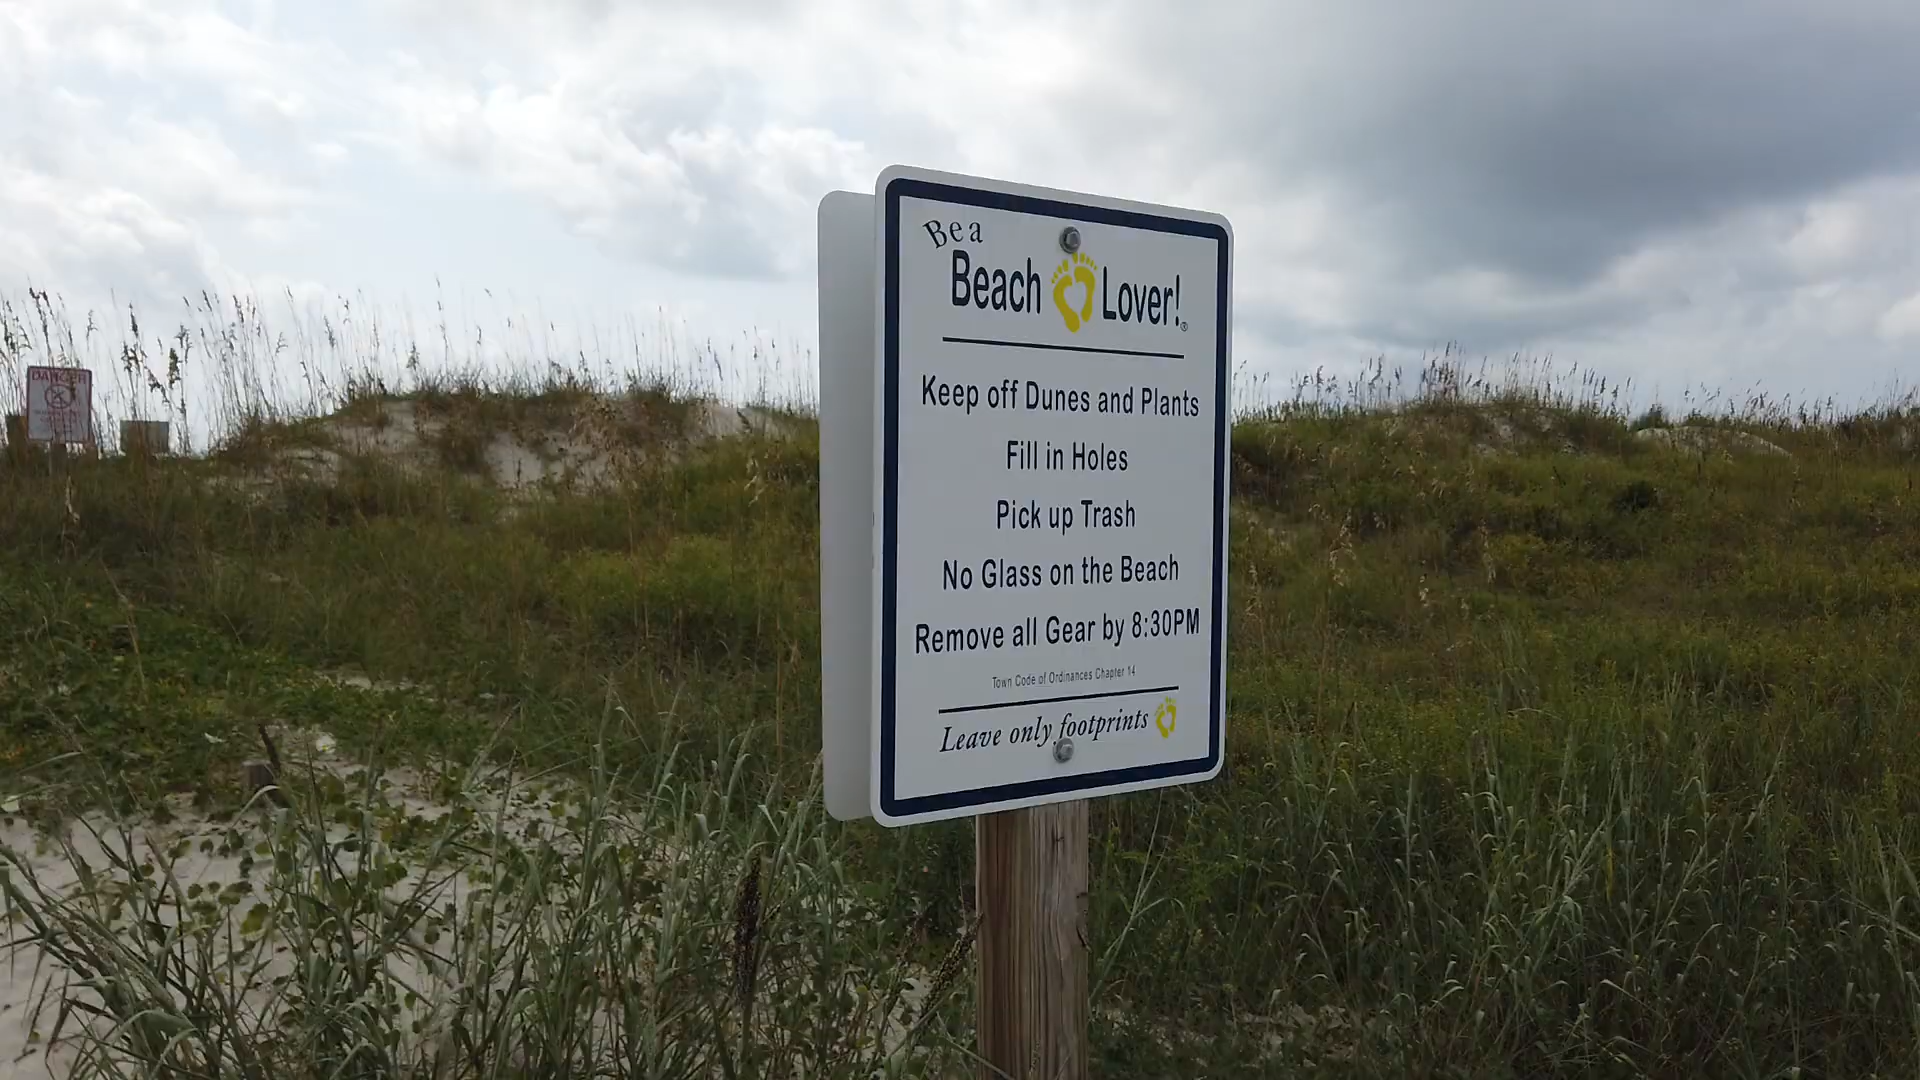 Be a
Beach Lover!®
Keep off Dunes and Plants
Fill in Holes
Pick up Trash
No Glass on the Beach
Remove all Gear by 8:30PM
Town Code of Ordinances Chapter 14
Leave only footprints
DANGER